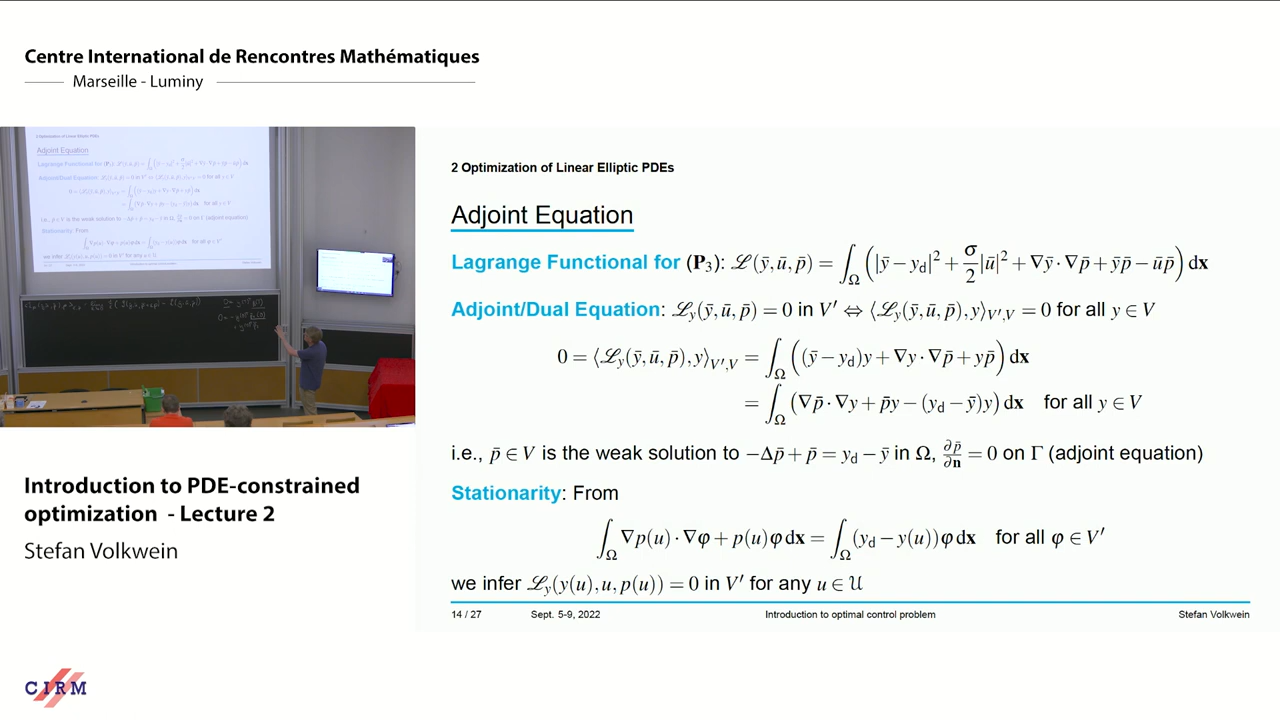 Centre International de Rencontres Mathématiques
Marseille - Luminy
2 Optimization of Linear Elliptic PDEs
Adjoint Equation
Lagrange Functional for (𝐏₃): ℒ(ȳ,ū,p̄) = ∫_Ω (|ȳ − y_d|² + σ/2 |ū|² + ∇ȳ·∇p̄ + ȳp̄ − ūp̄) dx
Adjoint/Dual Equation: ℒ_y(ȳ,ū,p̄) = 0 in V′ ⇔ ⟨ℒ_y(ȳ,ū,p̄),y⟩_{V′,V} = 0 for all y ∈ V
0 = ⟨ℒ_y(ȳ,ū,p̄),y⟩_{V′,V} = ∫_Ω ((ȳ − y_d)y + ∇y·∇p̄ + yp̄) dx
= ∫_Ω (∇p̄·∇y + p̄y − (y_d − ȳ)y) dx for all y ∈ V
i.e., p̄ ∈ V is the weak solution to −Δp̄ + p̄ = y_d − ȳ in Ω, ∂p̄/∂n = 0 on Γ (adjoint equation)
Stationarity: From
∫_Ω ∇p(u)·∇φ + p(u)φ dx = ∫_Ω (y_d − y(u))φ dx for all φ ∈ V′
we infer ℒ_y(y(u),u,p(u)) = 0 in V′ for any u ∈ 𝒰
14 / 27 Sept. 5-9, 2022 Introduction to optimal control problem Stefan Volkwein
Introduction to PDE-constrained
optimization - Lecture 2
Stefan Volkwein
CIRM